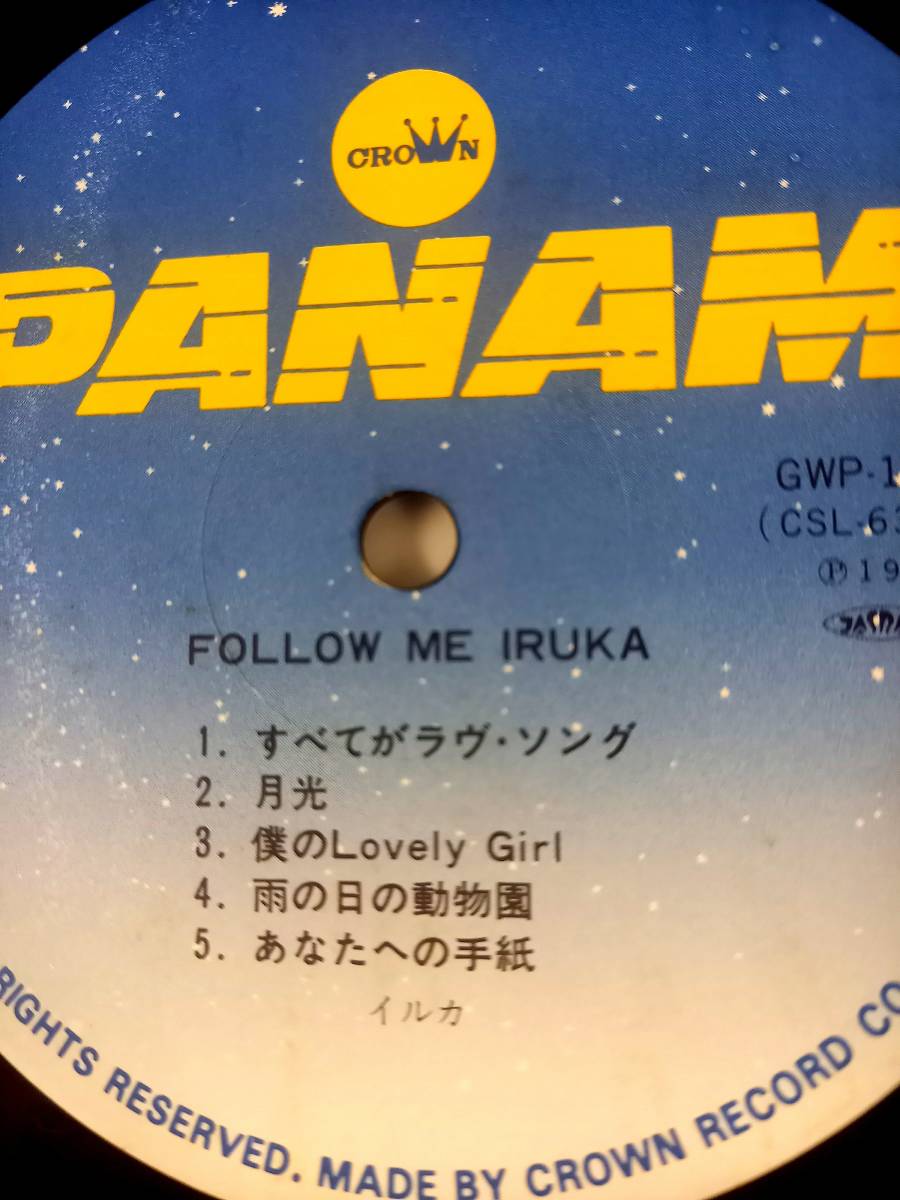 CROWN
PANAM
GWP-1
(CSL-63
Ⓟ19
JASRA
FOLLOW ME IRUKA
1. すべてがラヴ・ソング
2. 月光
3. 僕のLovely Girl
4. 雨の日の動物園
5. あなたへの手紙
イルカ
RIGHTS RESERVED. MADE BY CROWN RECORD CO